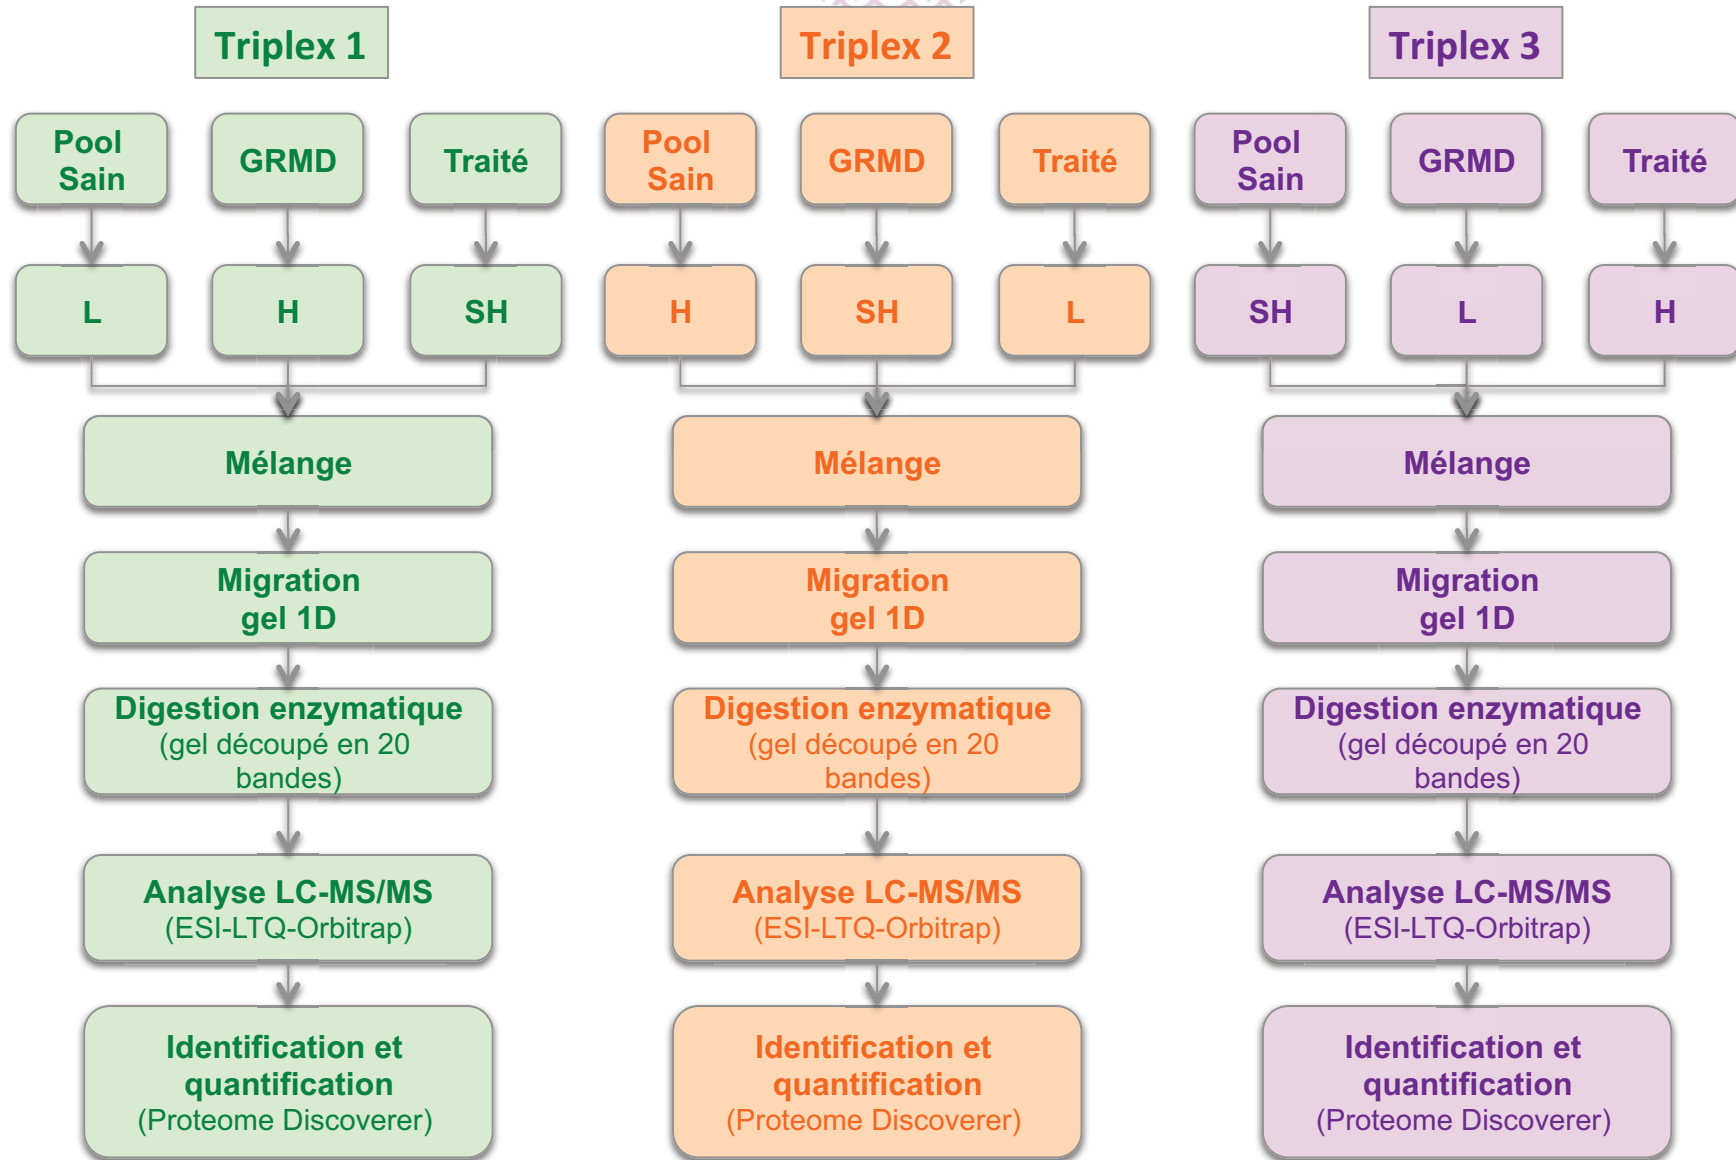 Triplex 1
Triplex 2
Triplex 3
Pool
Sain
GRMD
Traité
Pool
Sain
GRMD
Traité
Pool
Sain
GRMD
Traité
L
H
SH
H
SH
L
SH
L
H
Mélange
Mélange
Mélange
Migration
gel 1D
Migration
gel 1D
Migration
gel 1D
Digestion enzymatique
(gel découpé en 20
bandes)
Digestion enzymatique
(gel découpé en 20
bandes)
Digestion enzymatique
(gel découpé en 20
bandes)
Analyse LC-MS/MS
(ESI-LTQ-Orbitrap)
Analyse LC-MS/MS
(ESI-LTQ-Orbitrap)
Analyse LC-MS/MS
(ESI-LTQ-Orbitrap)
Identification et
quantification
(Proteome Discoverer)
Identification et
quantification
(Proteome Discoverer)
Identification et
quantification
(Proteome Discoverer)